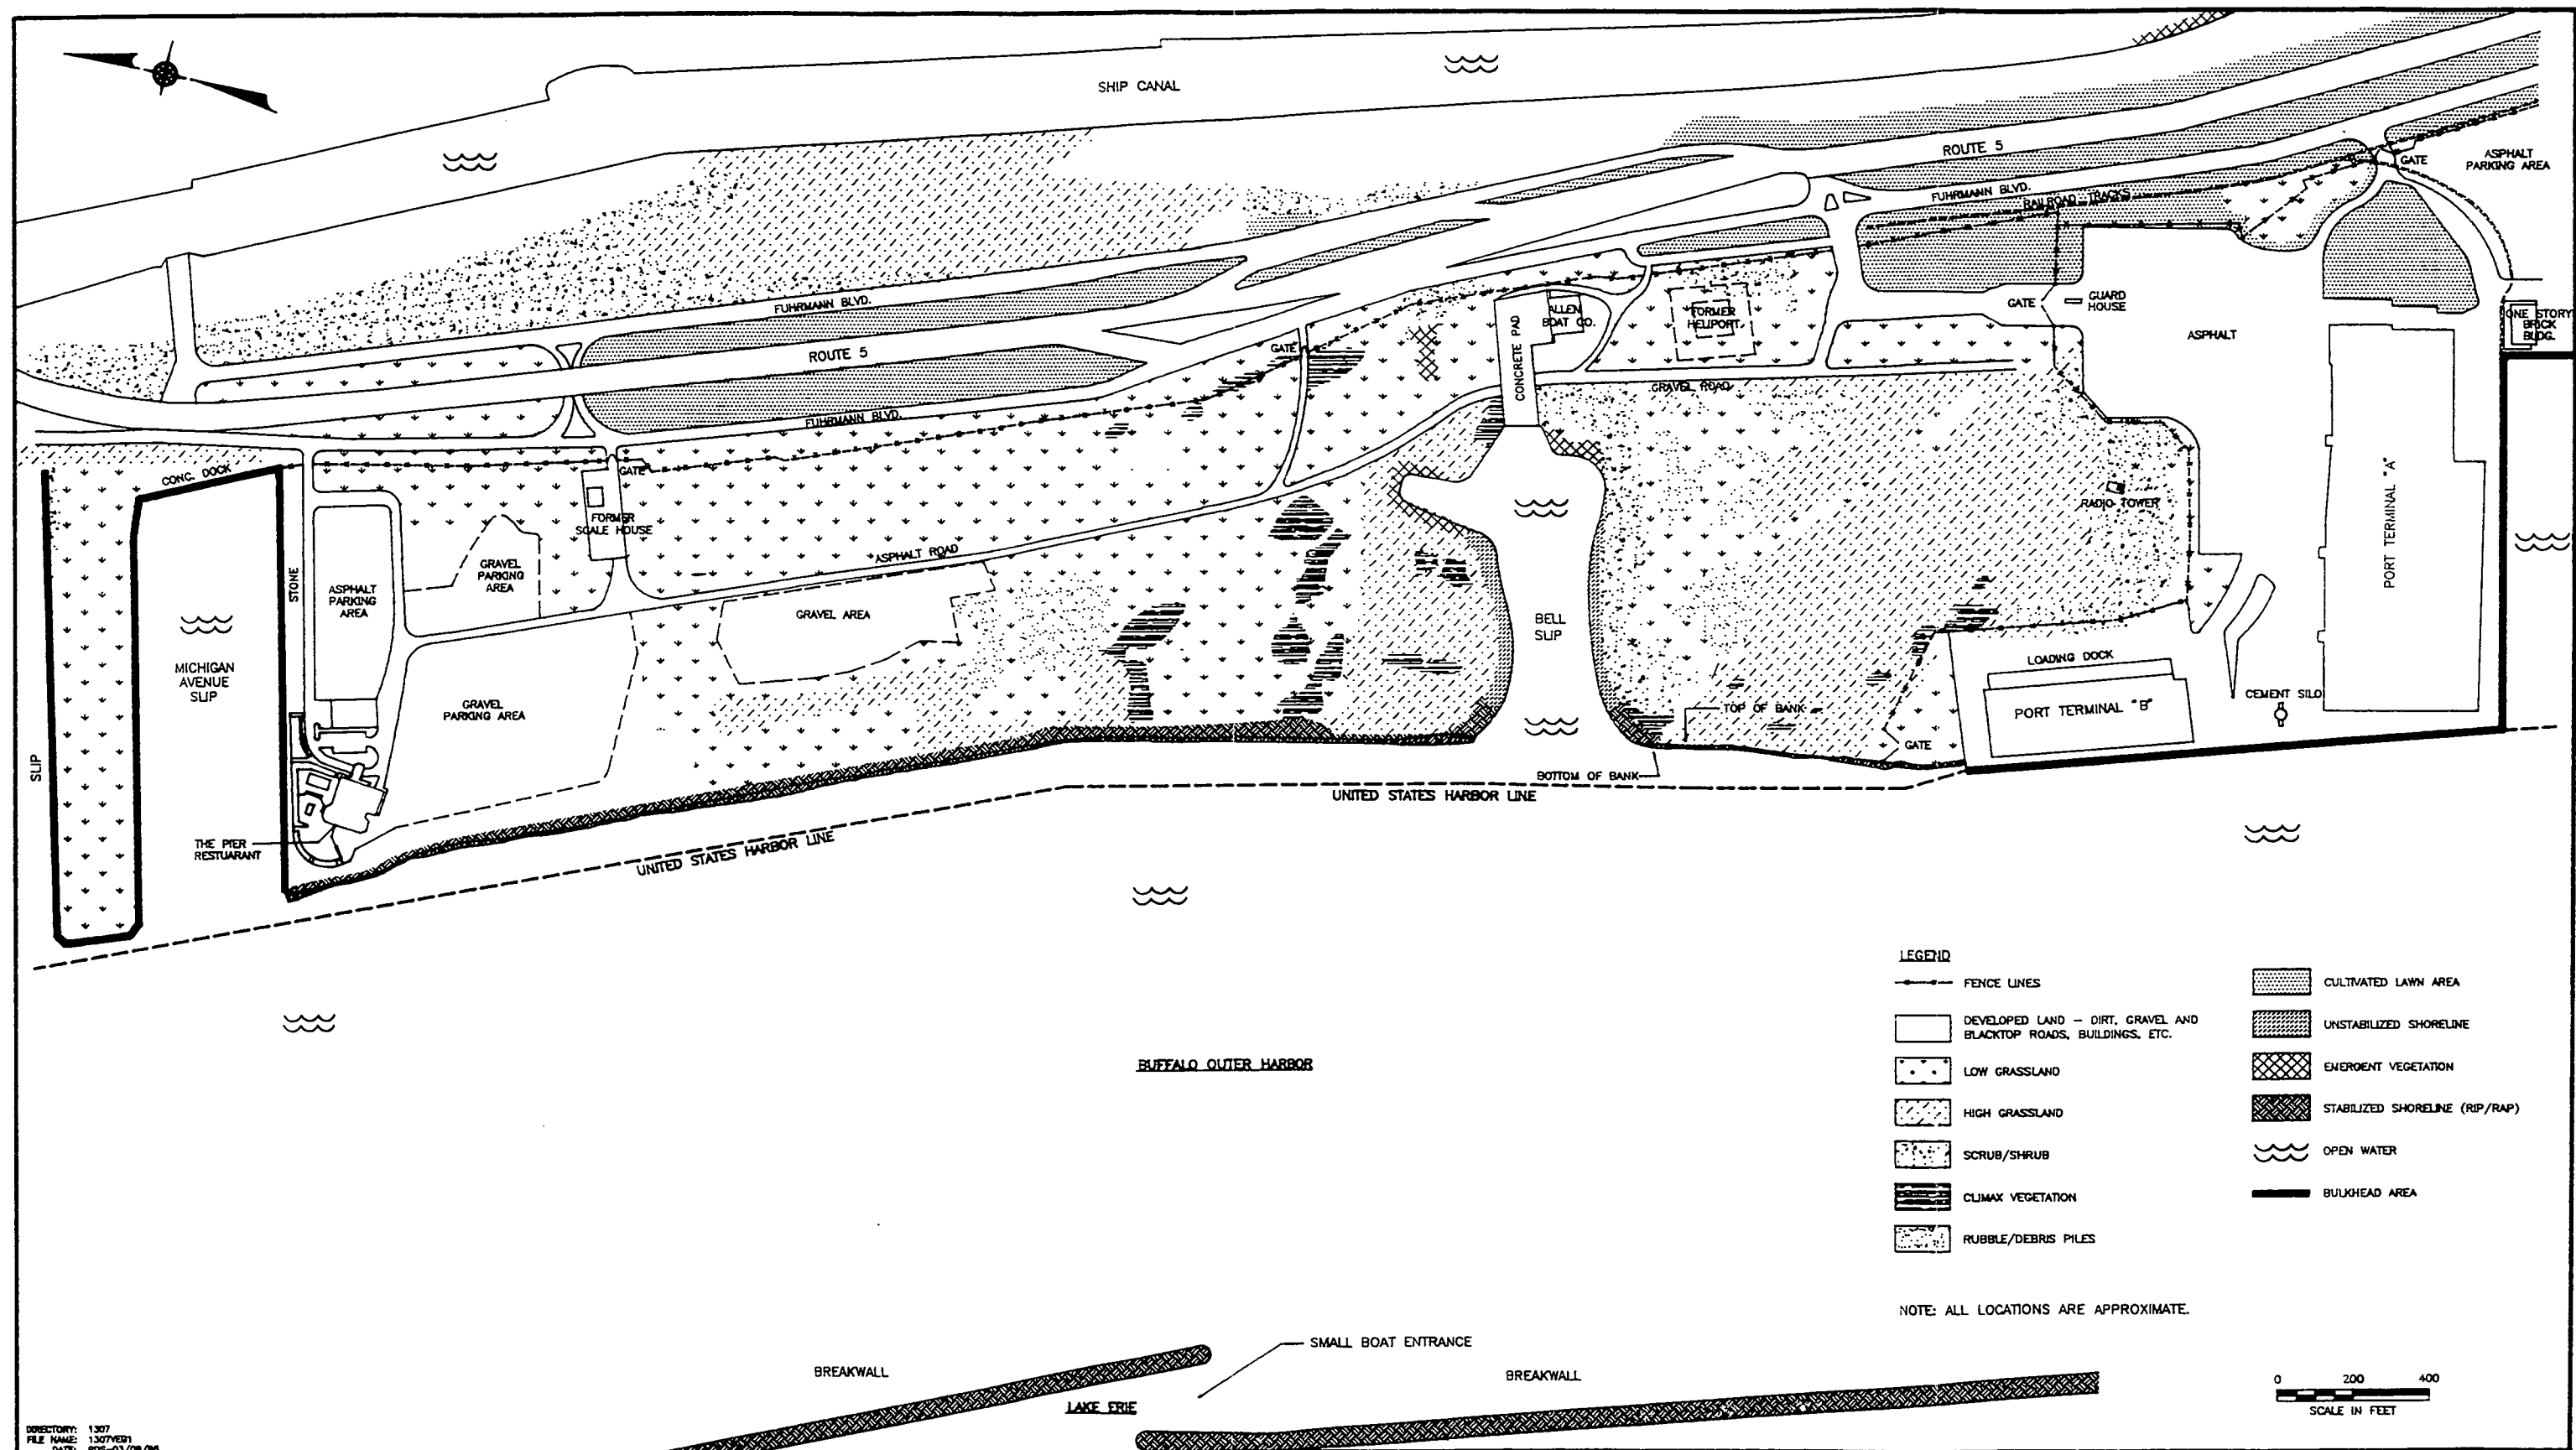 SHIP CANAL
ROUTE 5
ASPHALT
PARKING AREA
GATE
FUHRMANN BLVD.
RAILROAD TRACKS
FUHRMANN BLVD.
ROUTE 5
FUHRMANN BLVD.
GATE
CONCRETE PAD
ALLEN
BOAT CO.
FORMER
HELIPORT
GATE
GUARD
HOUSE
ASPHALT
ONE STORY
BRICK
BLDG.
GRAVEL ROAD
CONC. DOCK
GATE
FORMER
SCALE HOUSE
ASPHALT ROAD
STONE
ASPHALT
PARKING
AREA
GRAVEL
PARKING
AREA
GRAVEL AREA
RADIO TOWER
PORT TERMINAL "A"
BELL
SLIP
MICHIGAN
AVENUE
SLIP
SLIP
GRAVEL
PARKING AREA
LOADING DOCK
PORT TERMINAL "B"
CEMENT SILO
TOP OF BANK
GATE
BOTTOM OF BANK
UNITED STATES HARBOR LINE
THE PIER
RESTUARANT
UNITED STATES HARBOR LINE
BUFFALO OUTER HARBOR
LEGEND
FENCE LINES
DEVELOPED LAND - DIRT, GRAVEL AND
BLACKTOP ROADS, BUILDINGS, ETC.
LOW GRASSLAND
HIGH GRASSLAND
SCRUB/SHRUB
CLIMAX VEGETATION
RUBBLE/DEBRIS PILES
CULTIVATED LAWN AREA
UNSTABILIZED SHORELINE
EMERGENT VEGETATION
STABILIZED SHORELINE (RIP/RAP)
OPEN WATER
BULKHEAD AREA
NOTE: ALL LOCATIONS ARE APPROXIMATE.
SMALL BOAT ENTRANCE
BREAKWALL
BREAKWALL
LAKE ERIE
0 200 400
SCALE IN FEET
DIRECTORY: 1307
FILE NAME: 1307YE01